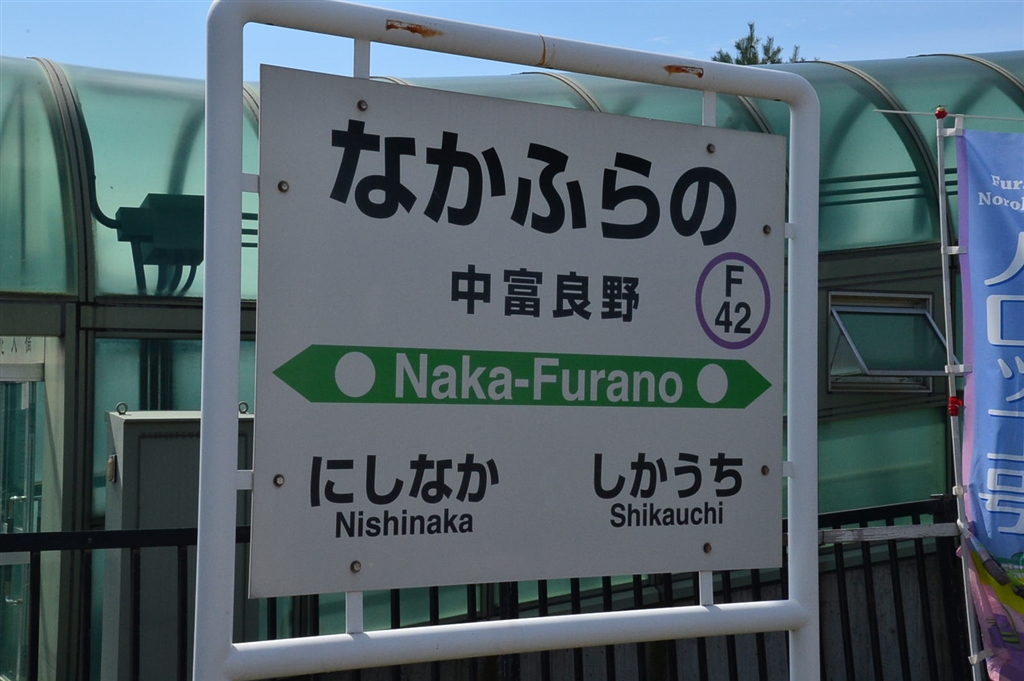 なかふらの
中富良野
F
42
Naka-Furano
にしなか
Nishinaka
しかうち
Shikauchi